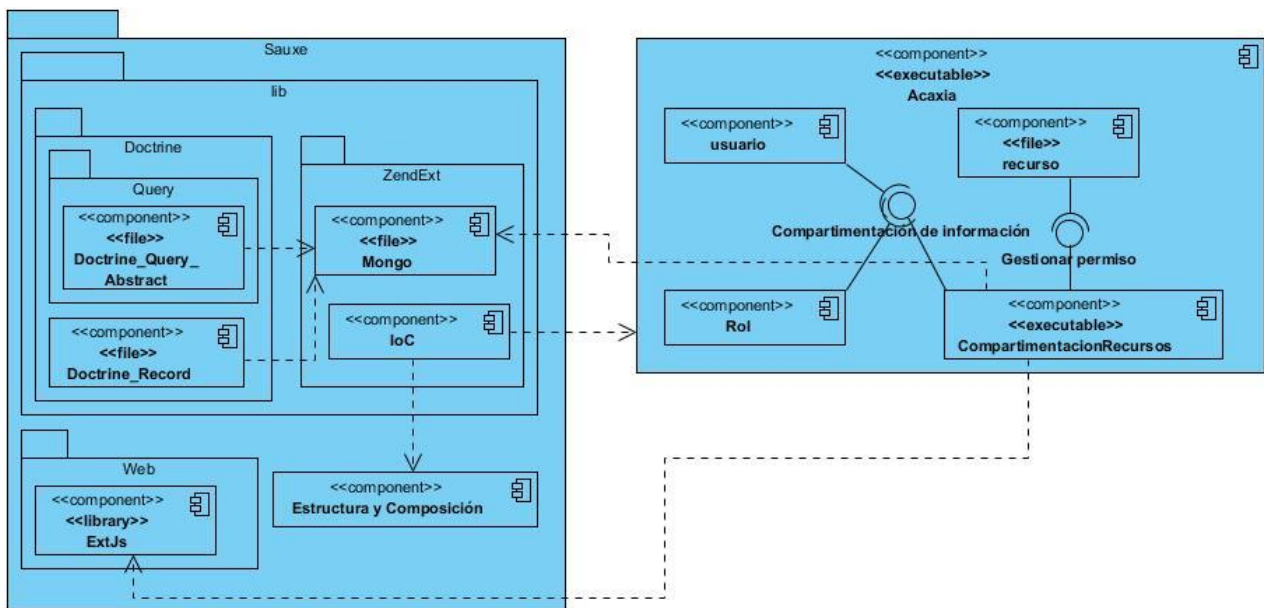 Sauxe
lib
Doctrine
Query
<<component>>
<<file>>
Doctrine_Query_
Abstract
<<component>>
<<file>>
Doctrine_Record
ZendExt
<<component>>
<<file>>
Mongo
<<component>>
IoC
Web
<<component>>
<<library>>
ExtJs
<<component>>
Estructura y Composición
<<component>>
<<executable>>
Acaxia
<<component>>
usuario
<<component>>
<<file>>
recurso
Compartimentación de información
Gestionar permiso
<<component>>
Rol
<<component>>
<<executable>>
CompartimentacionRecursos